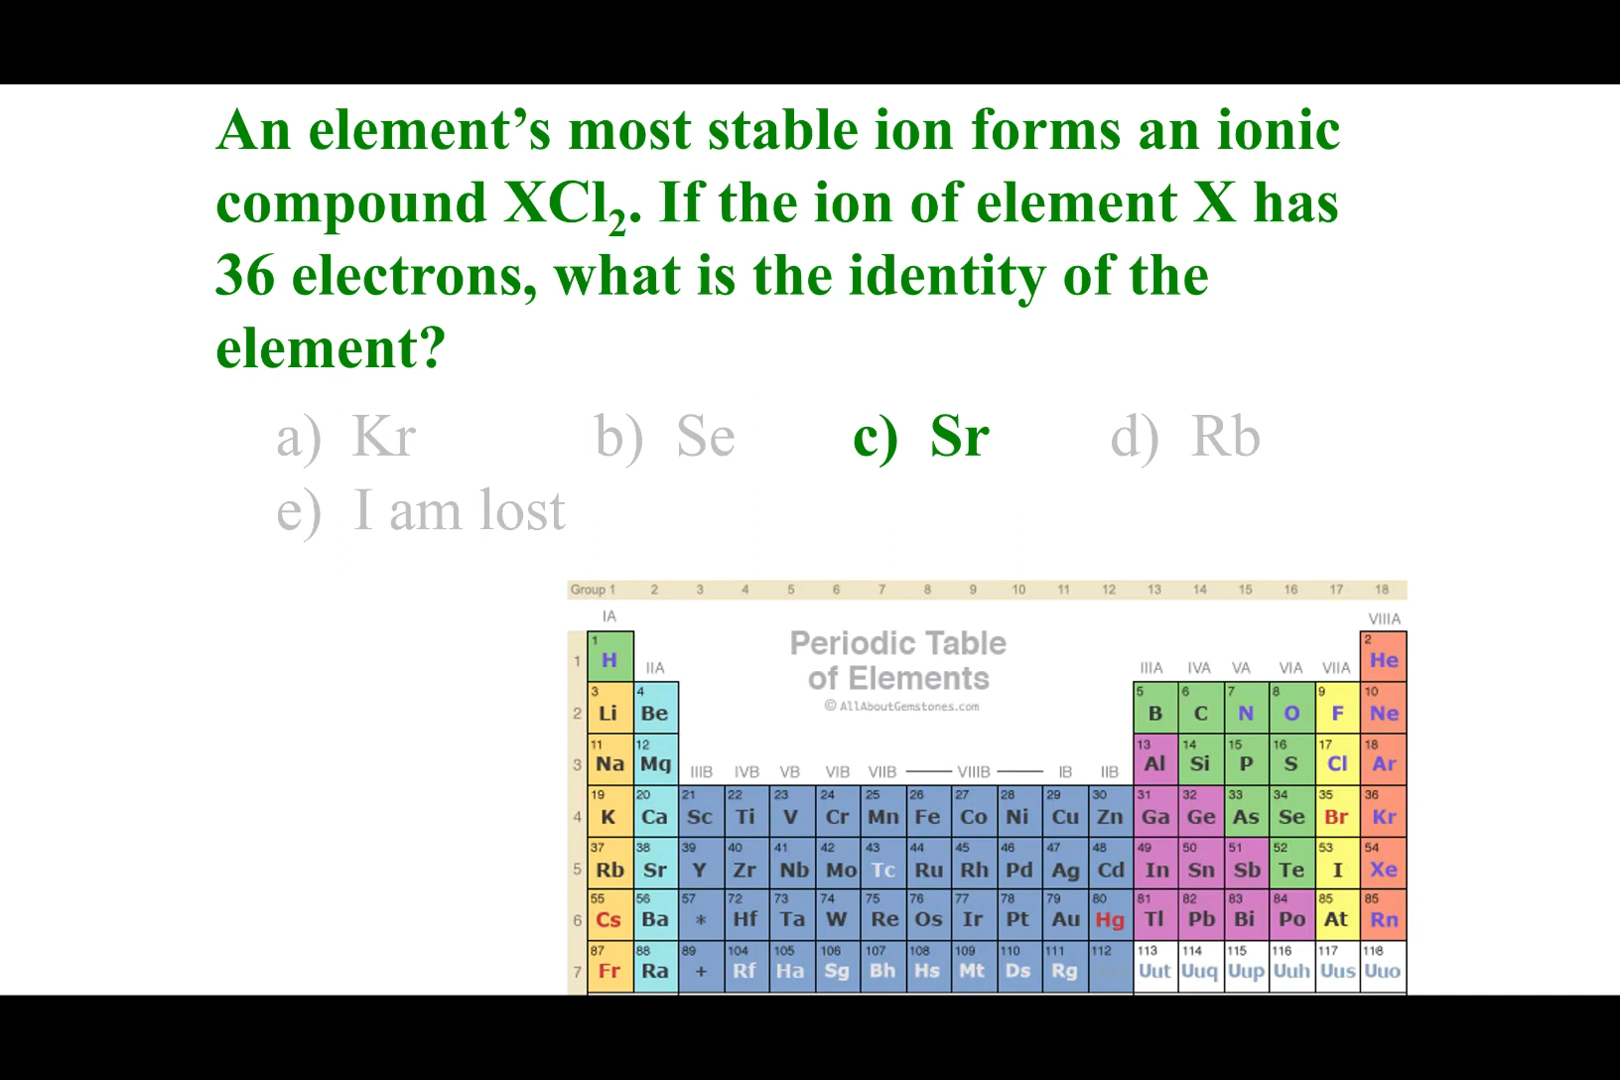 An element’s most stable ion forms an ionic
compound XCl₂. If the ion of element X has
36 electrons, what is the identity of the
element?
a) Kr b) Se c) Sr d) Rb
e) I am lost
Group 1 2 3 4 5 6 7 8 9 10 11 12 13 14 15 16 17 18
IA VIIIA
Periodic Table
of Elements
© AllAboutGemstones.com
1 2
1 H He
IIA IIIA IVA VA VIA VIIA
3 4 5 6 7 8 9 10
2 Li Be B C N O F Ne
11 12 13 14 15 16 17 18
3 Na Mq Al Si P S Cl Ar
IIIB IVB VB VIB VIIB VIIIB IB IIB
19 20 21 22 23 24 25 26 27 28 29 30 31 32 33 34 35 36
4 K Ca Sc Ti V Cr Mn Fe Co Ni Cu Zn Ga Ge As Se Br Kr
37 38 39 40 41 42 43 44 45 46 47 48 49 50 51 52 53 54
5 Rb Sr Y Zr Nb Mo Tc Ru Rh Pd Ag Cd In Sn Sb Te I Xe
55 56 57 72 73 74 75 76 77 78 79 80 81 82 83 84 85 85
6 Cs Ba * Hf Ta W Re Os Ir Pt Au Hg Tl Pb Bi Po At Rn
87 88 89 104 105 106 107 108 109 110 111 112 113 114 115 116 117 118
7 Fr Ra + Rf Ha Sg Bh Hs Mt Ds Rg Uut Uuq Uup Uuh Uus Uuo